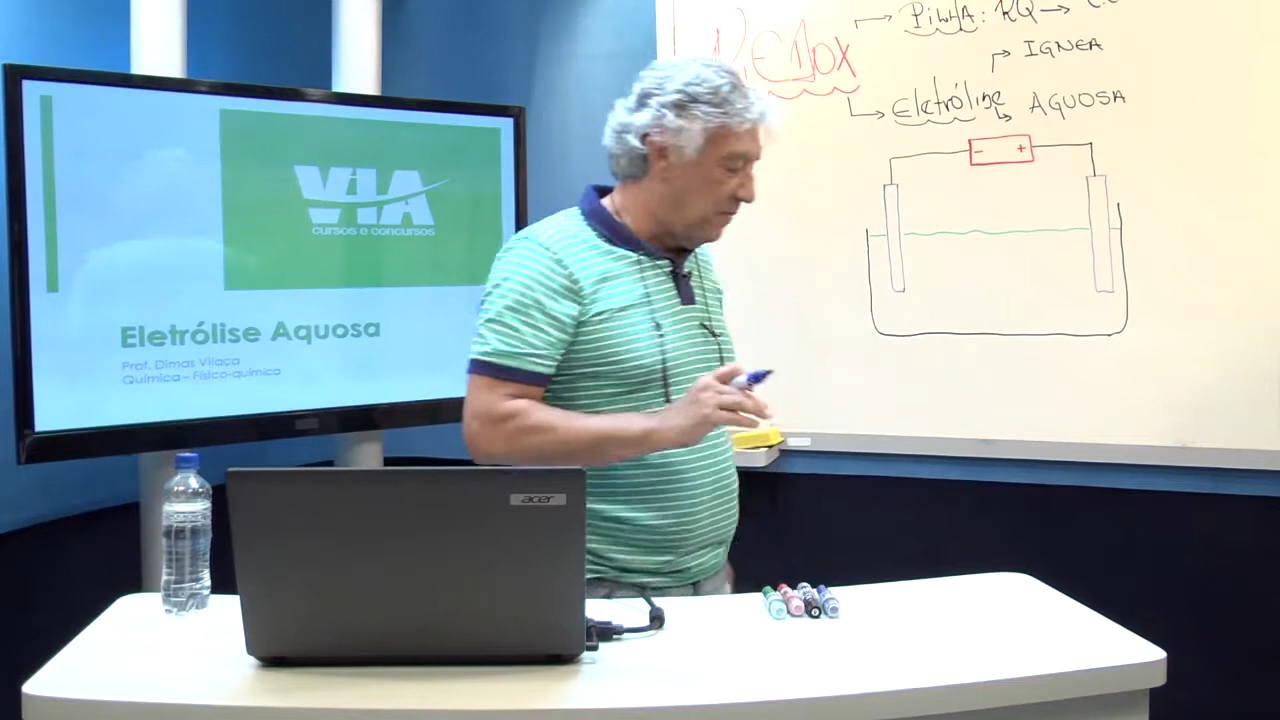 VIA
cursos e concursos
Eletrólise Aquosa
Prof. Dimas Vilaça
Química – Físico-química
acer
REDOX
PilhA: RQ → C.E
IGNEA
Eletrólise
AQUOSA
- +